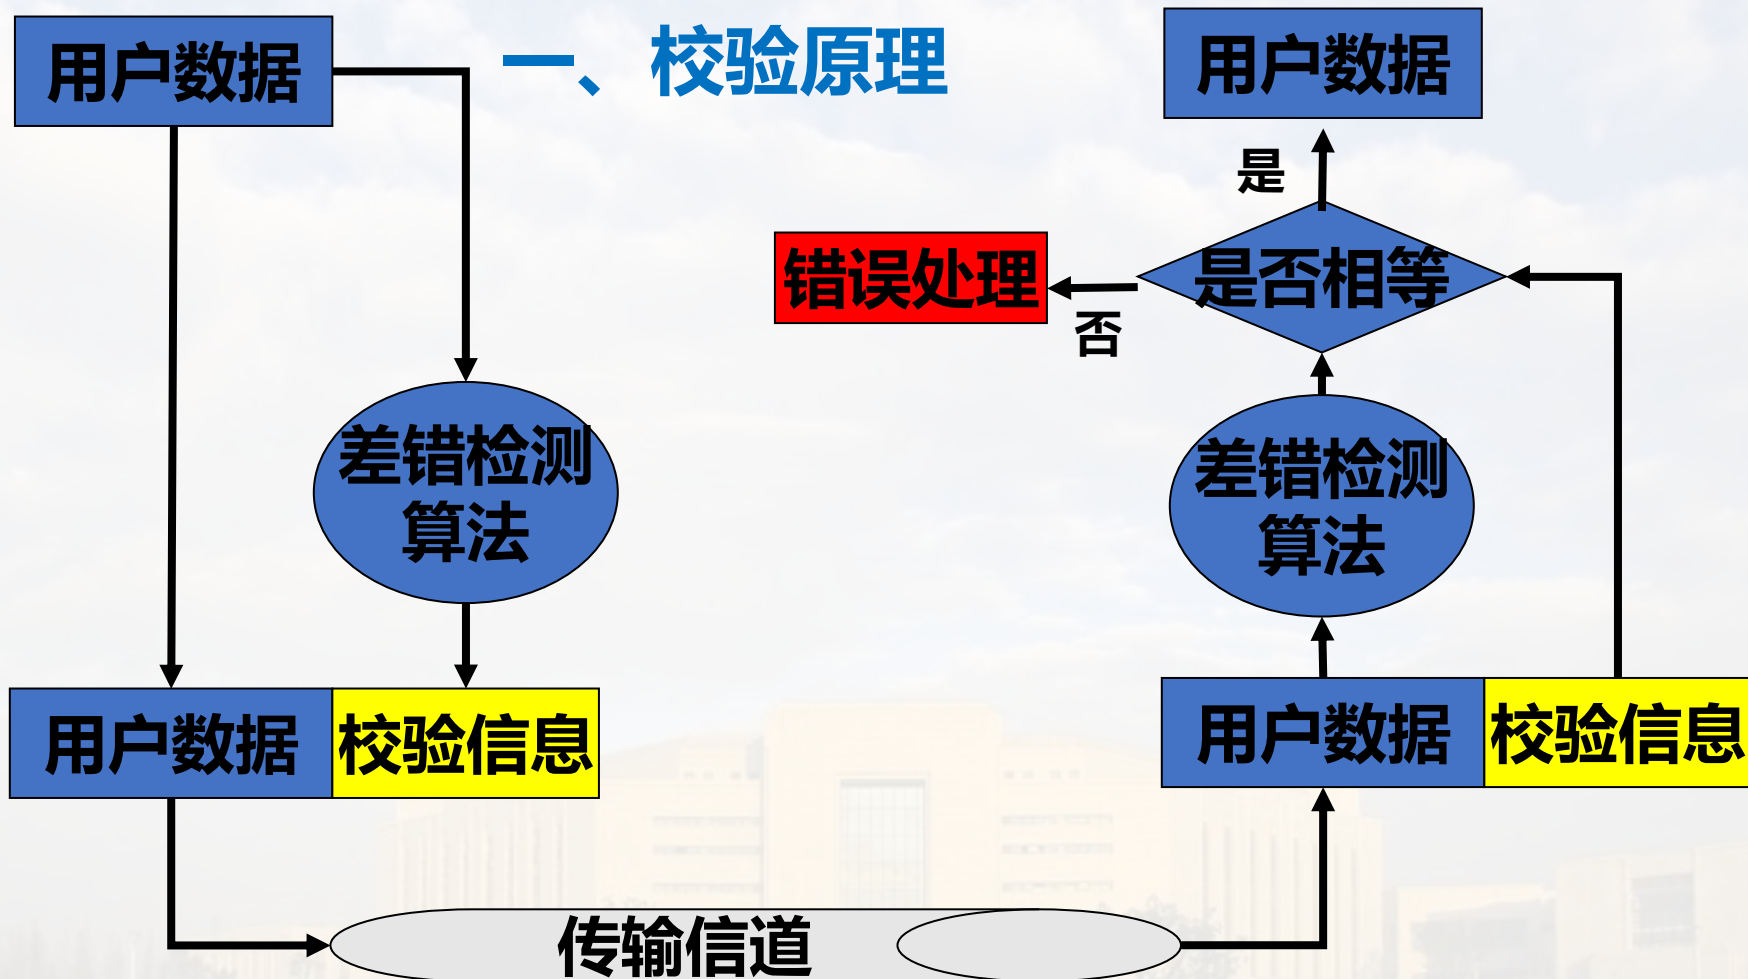 一、校验原理
用户数据
差错检测
算法
用户数据
校验信息
传输信道
用户数据
校验信息
差错检测
算法
是否相等
否
错误处理
是
用户数据